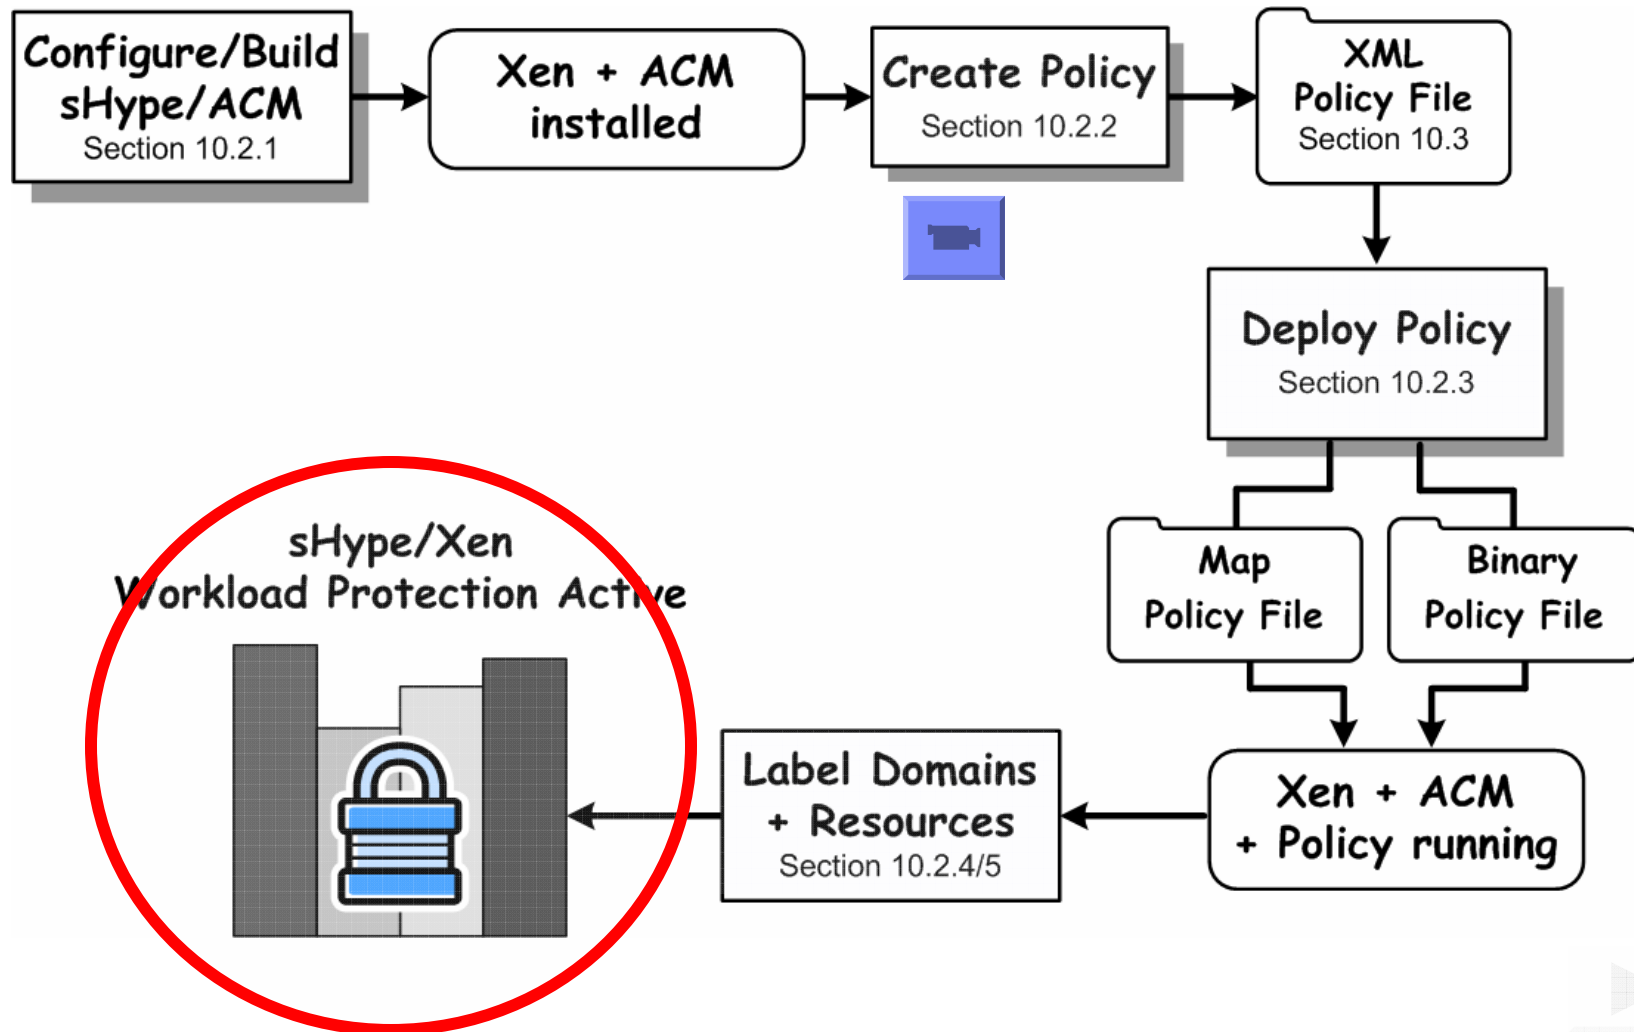 Configure/Build
sHype/ACM
Section 10.2.1
Xen + ACM
installed
Create Policy
Section 10.2.2
XML
Policy File
Section 10.3
Deploy Policy
Section 10.2.3
Map
Policy File
Binary
Policy File
Xen + ACM
+ Policy running
Label Domains
+ Resources
Section 10.2.4/5
sHype/Xen
Workload Protection Active